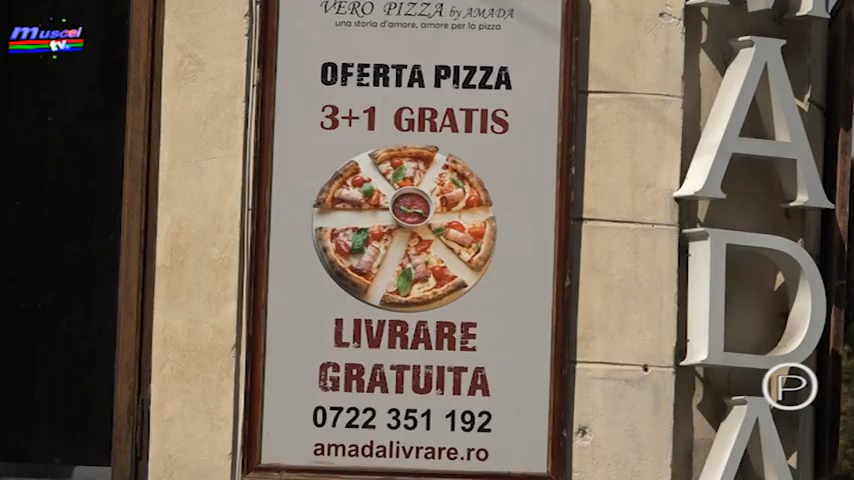 Muscel
tv
VERO PIZZA by AMADA
una storia d'amore, amore per la pizza
OFERTA PIZZA
3+1 GRATIS
LIVRARE
GRATUITA
0722 351 192
amadalivrare.ro
A
D
P
A